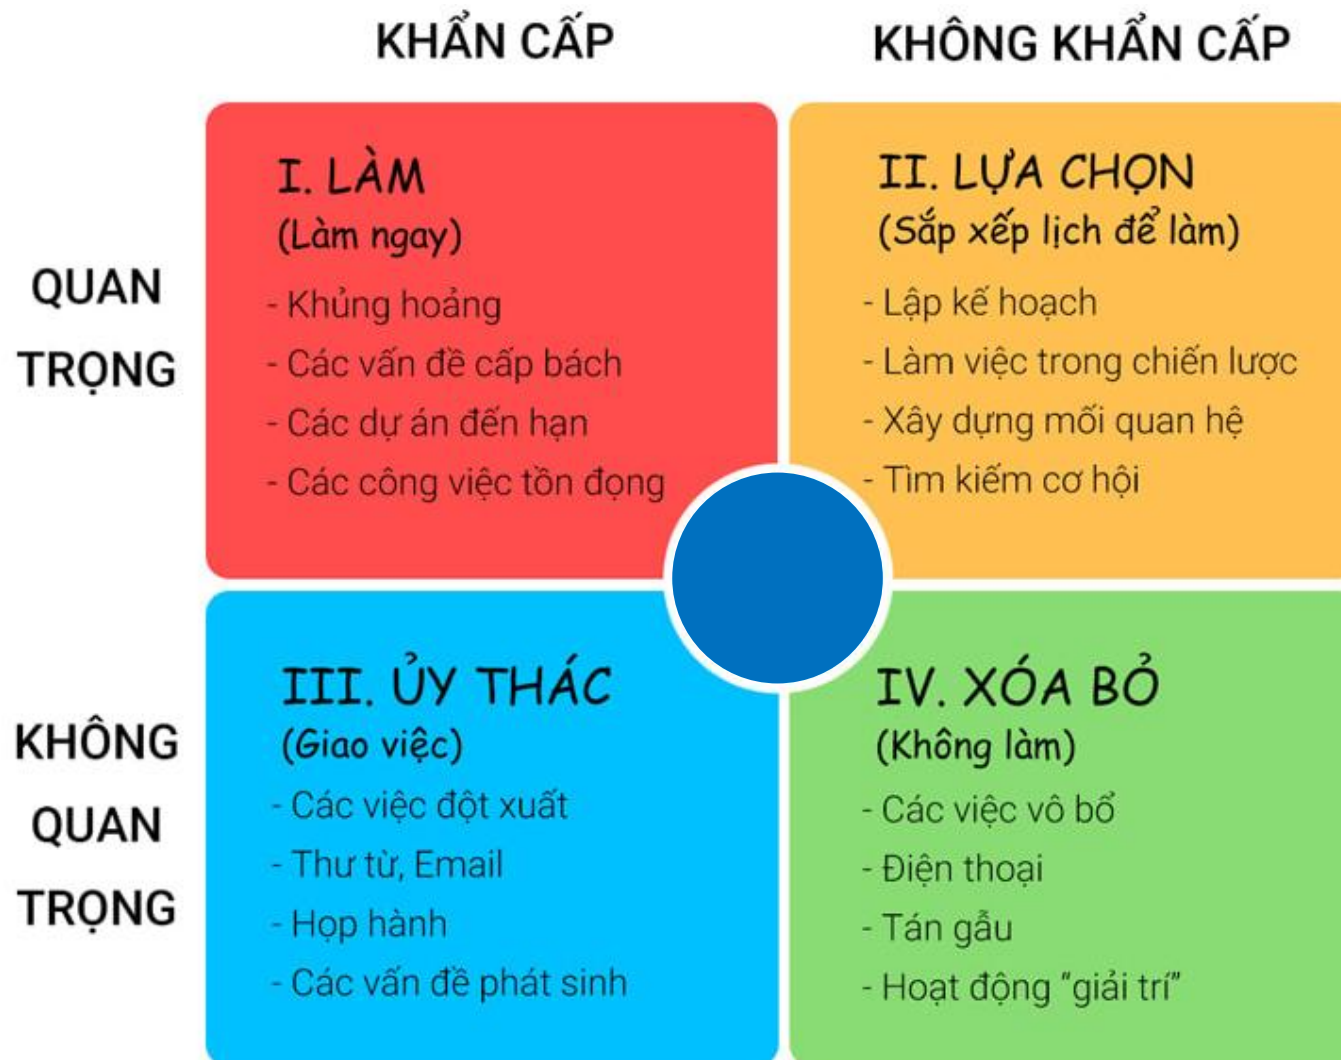 KHẨN CẤP
KHÔNG KHẨN CẤP
QUAN
TRỌNG
I. LÀM
(Làm ngay)
- Khủng hoảng
- Các vấn đề cấp bách
- Các dự án đến hạn
- Các công việc tồn đọng
II. LỰA CHỌN
(Sắp xếp lịch để làm)
- Lập kế hoạch
- Làm việc trong chiến lược
- Xây dựng mối quan hệ
- Tìm kiếm cơ hội
KHÔNG
QUAN
TRỌNG
III. ỦY THÁC
(Giao việc)
- Các việc đột xuất
- Thư từ, Email
- Họp hành
- Các vấn đề phát sinh
IV. XÓA BỎ
(Không làm)
- Các việc vô bổ
- Điện thoại
- Tán gẫu
- Hoạt động “giải trí”